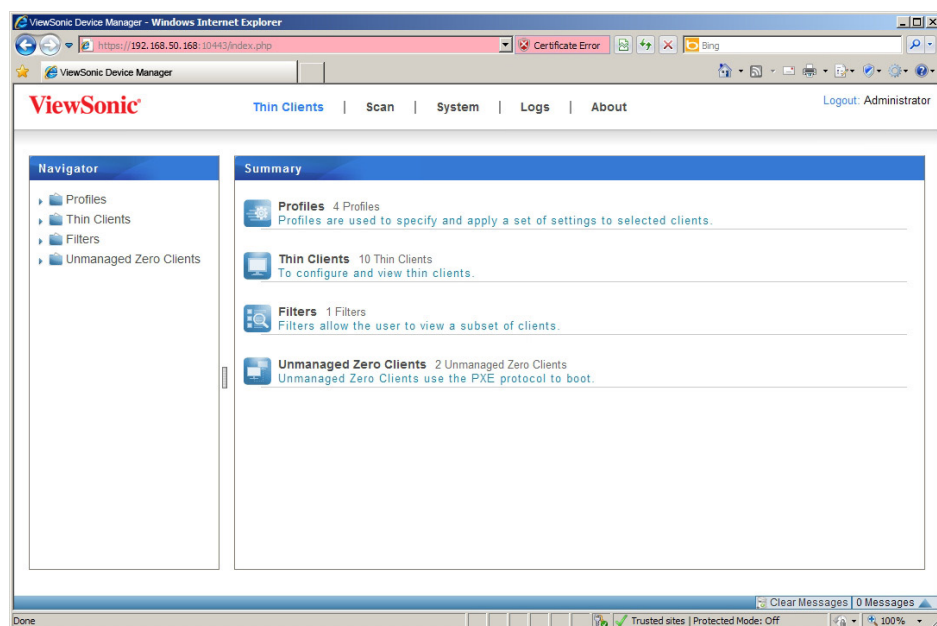 ViewSonic Device Manager - Windows Internet Explorer
https://192.168.50.168:10443/index.php
Certificate Error
Bing
ViewSonic Device Manager
ViewSonic®
Thin Clients | Scan | System | Logs | About
Logout: Administrator
Navigator
Profiles
Thin Clients
Filters
Unmanaged Zero Clients
Summary
Profiles 4 Profiles
Profiles are used to specify and apply a set of settings to selected clients.
Thin Clients 10 Thin Clients
To configure and view thin clients.
Filters 1 Filters
Filters allow the user to view a subset of clients.
Unmanaged Zero Clients 2 Unmanaged Zero Clients
Unmanaged Zero Clients use the PXE protocol to boot.
Clear Messages 0 Messages
Done
Trusted sites | Protected Mode: Off
100%